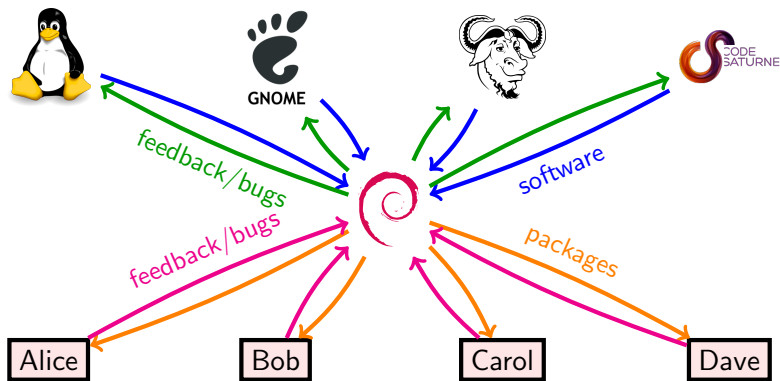 GNOME
CODE
SATURNE
feedback/bugs
software
feedback/bugs
packages
Alice
Bob
Carol
Dave